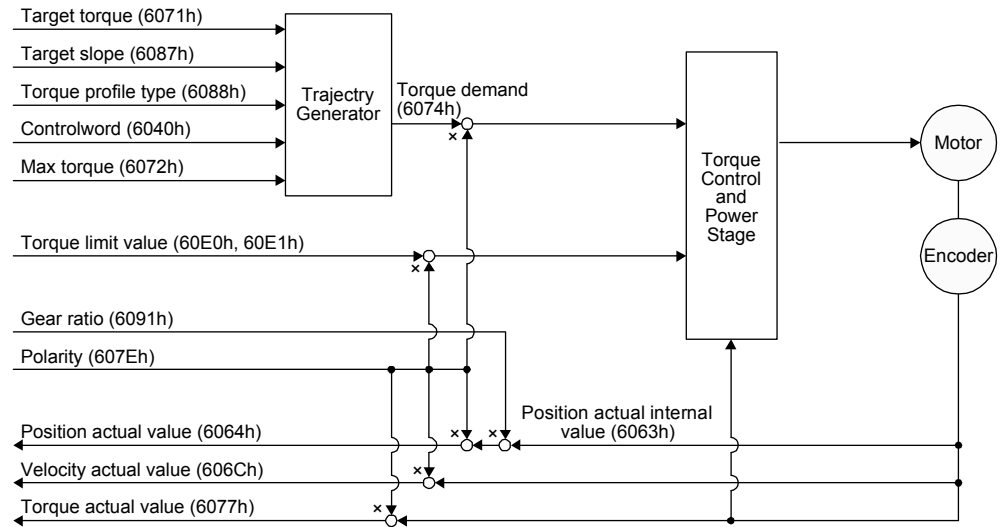 Target torque (6071h)
Target slope (6087h)
Torque profile type (6088h)
Controlword (6040h)
Max torque (6072h)
Trajectry
Generator
Torque demand
(6074h)
×
Torque
Control
and
Power
Stage
Motor
Encoder
Torque limit value (60E0h, 60E1h)
×
Gear ratio (6091h)
Polarity (607Eh)
Position actual internal
value (6063h)
Position actual value (6064h)
×
×
Velocity actual value (606Ch)
×
Torque actual value (6077h)
×